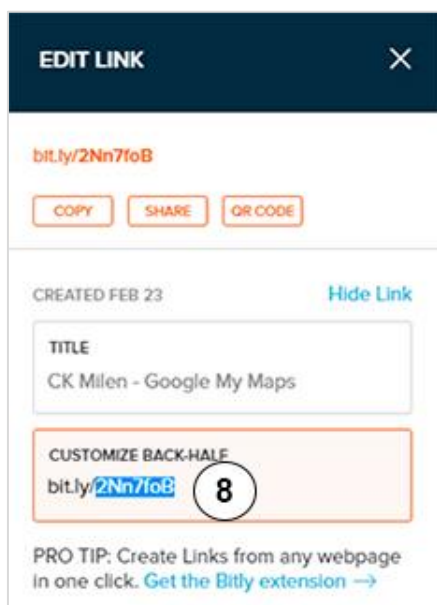 EDIT LINK ×
bit.ly/2Nn7foB
COPY SHARE QR CODE
CREATED FEB 23 Hide Link
TITLE
CK Milen - Google My Maps
CUSTOMIZE BACK-HALF
bit.ly/2Nn7foB 8
PRO TIP: Create Links from any webpage
in one click. Get the Bitly extension →